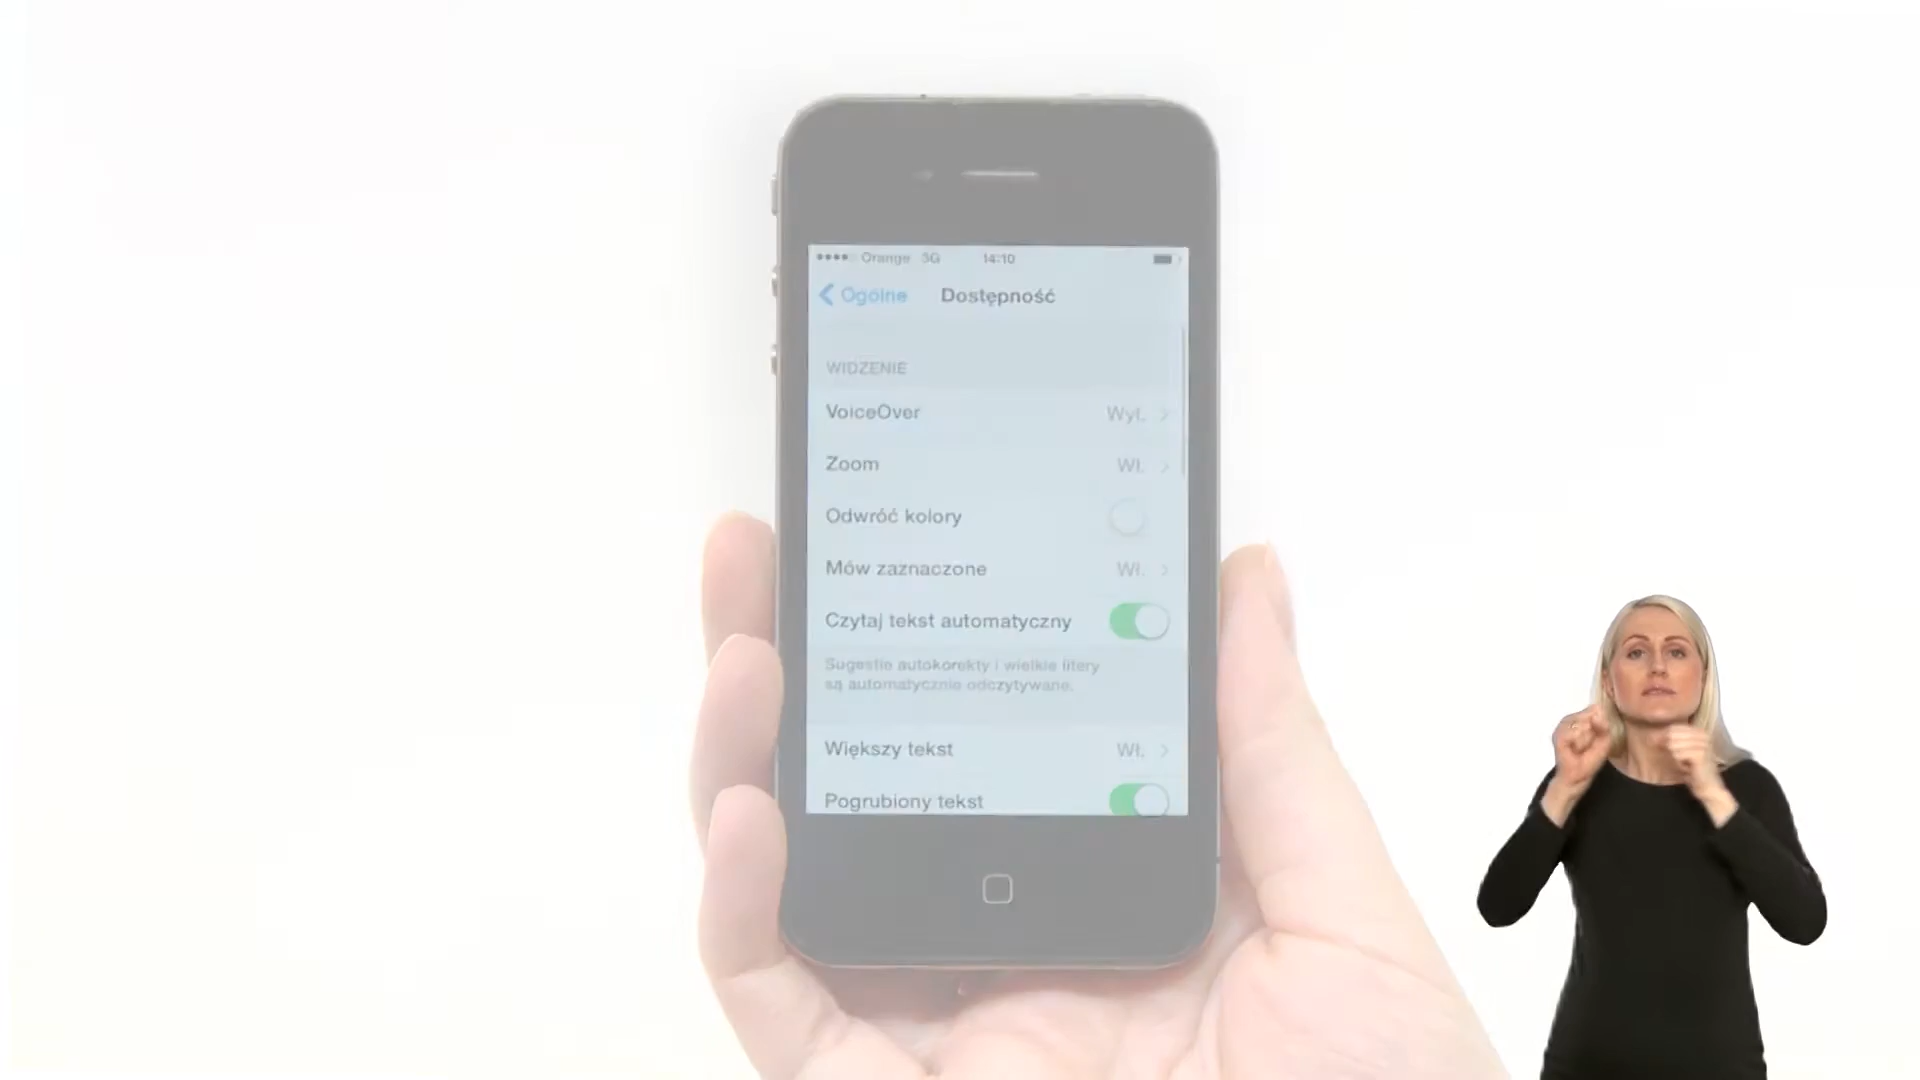 Orange 3G 14:10
Ogólne Dostępność
WIDZENIE
VoiceOver Wył.
Zoom Wł.
Odwróć kolory
Mów zaznaczone Wł.
Czytaj tekst automatyczny
Sugestie autokorekty i wielkie litery
są automatycznie odczytywane.
Większy tekst Wł.
Pogrubiony tekst